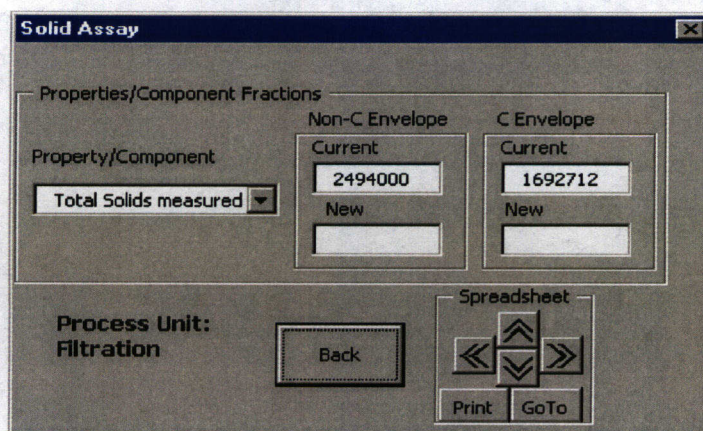 Solid Assay
Properties/Component Fractions
Non-C Envelope
C Envelope
Property/Component
Current
Current
2494000
1692712
Total Solids measured
New
New
Process Unit:
Filtration
Back
Spreadsheet
Print
GoTo